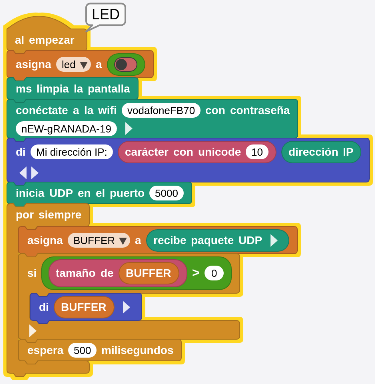 LED
al empezar
asigna led ▼ a
ms limpia la pantalla
conéctate a la wifi vodafoneFB70 con contraseña
nEW-gRANADA-19
di Mi dirección IP: carácter con unicode 10 dirección IP
inicia UDP en el puerto 5000
por siempre
asigna BUFFER ▼ a recibe paquete UDP
si tamaño de BUFFER > 0
di BUFFER
espera 500 milisegundos